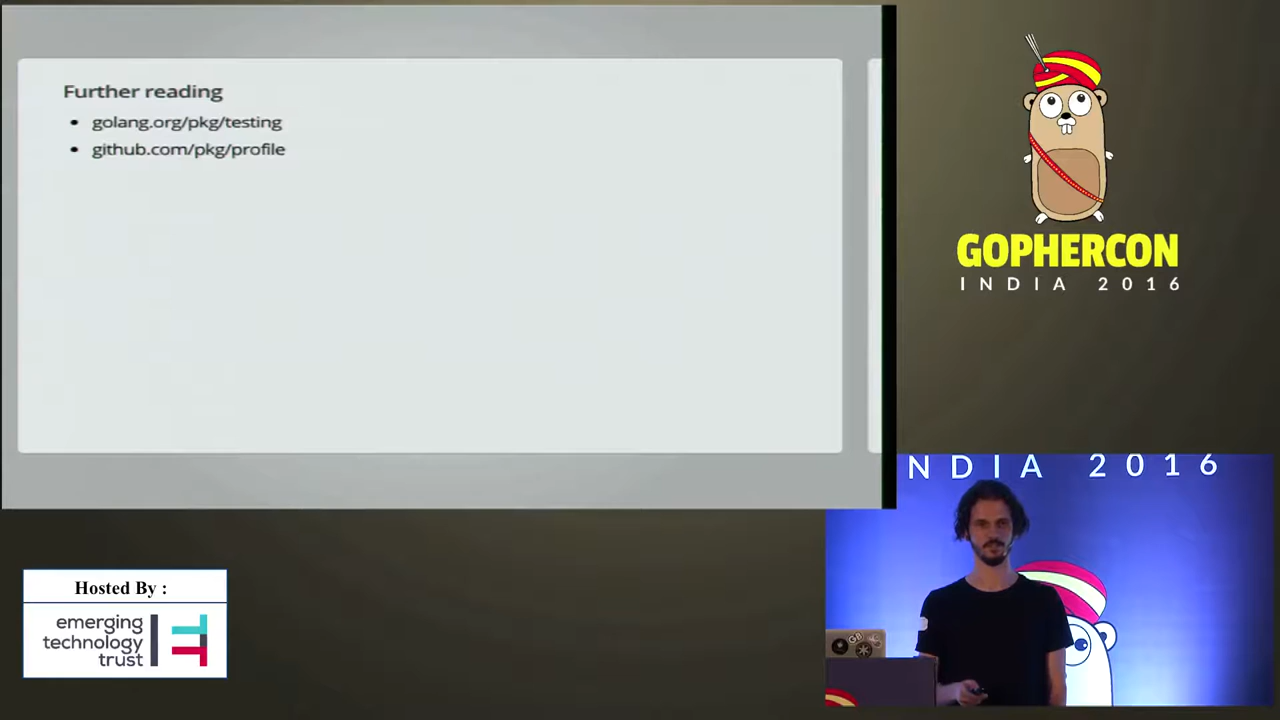 Further reading
golang.org/pkg/testing
github.com/pkg/profile
GOPHERCON
INDIA 2016
NDIA 2016
GB
Hosted By :
emerging
technology
trust